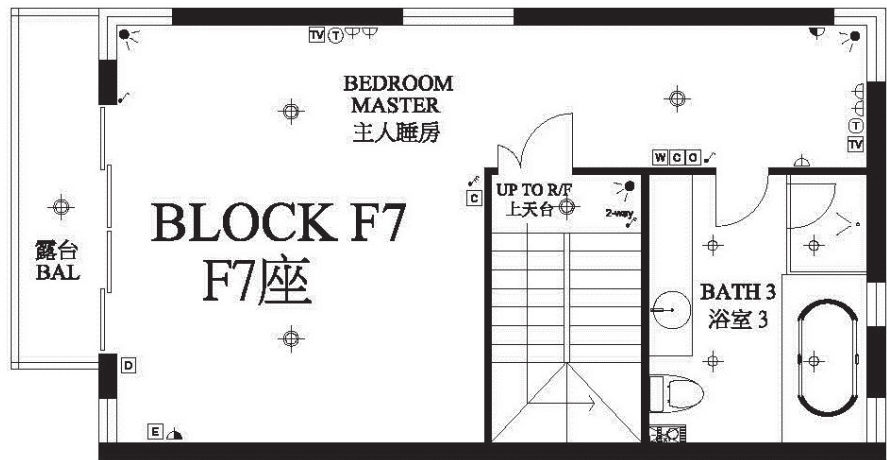 TV T
BEDROOM
MASTER
主人睡房
T
TV
W C O
C
UP TO R/F
上天台
2-way
BLOCK F7
F7座
露台
BAL
BATH 3
浴室 3
D
E